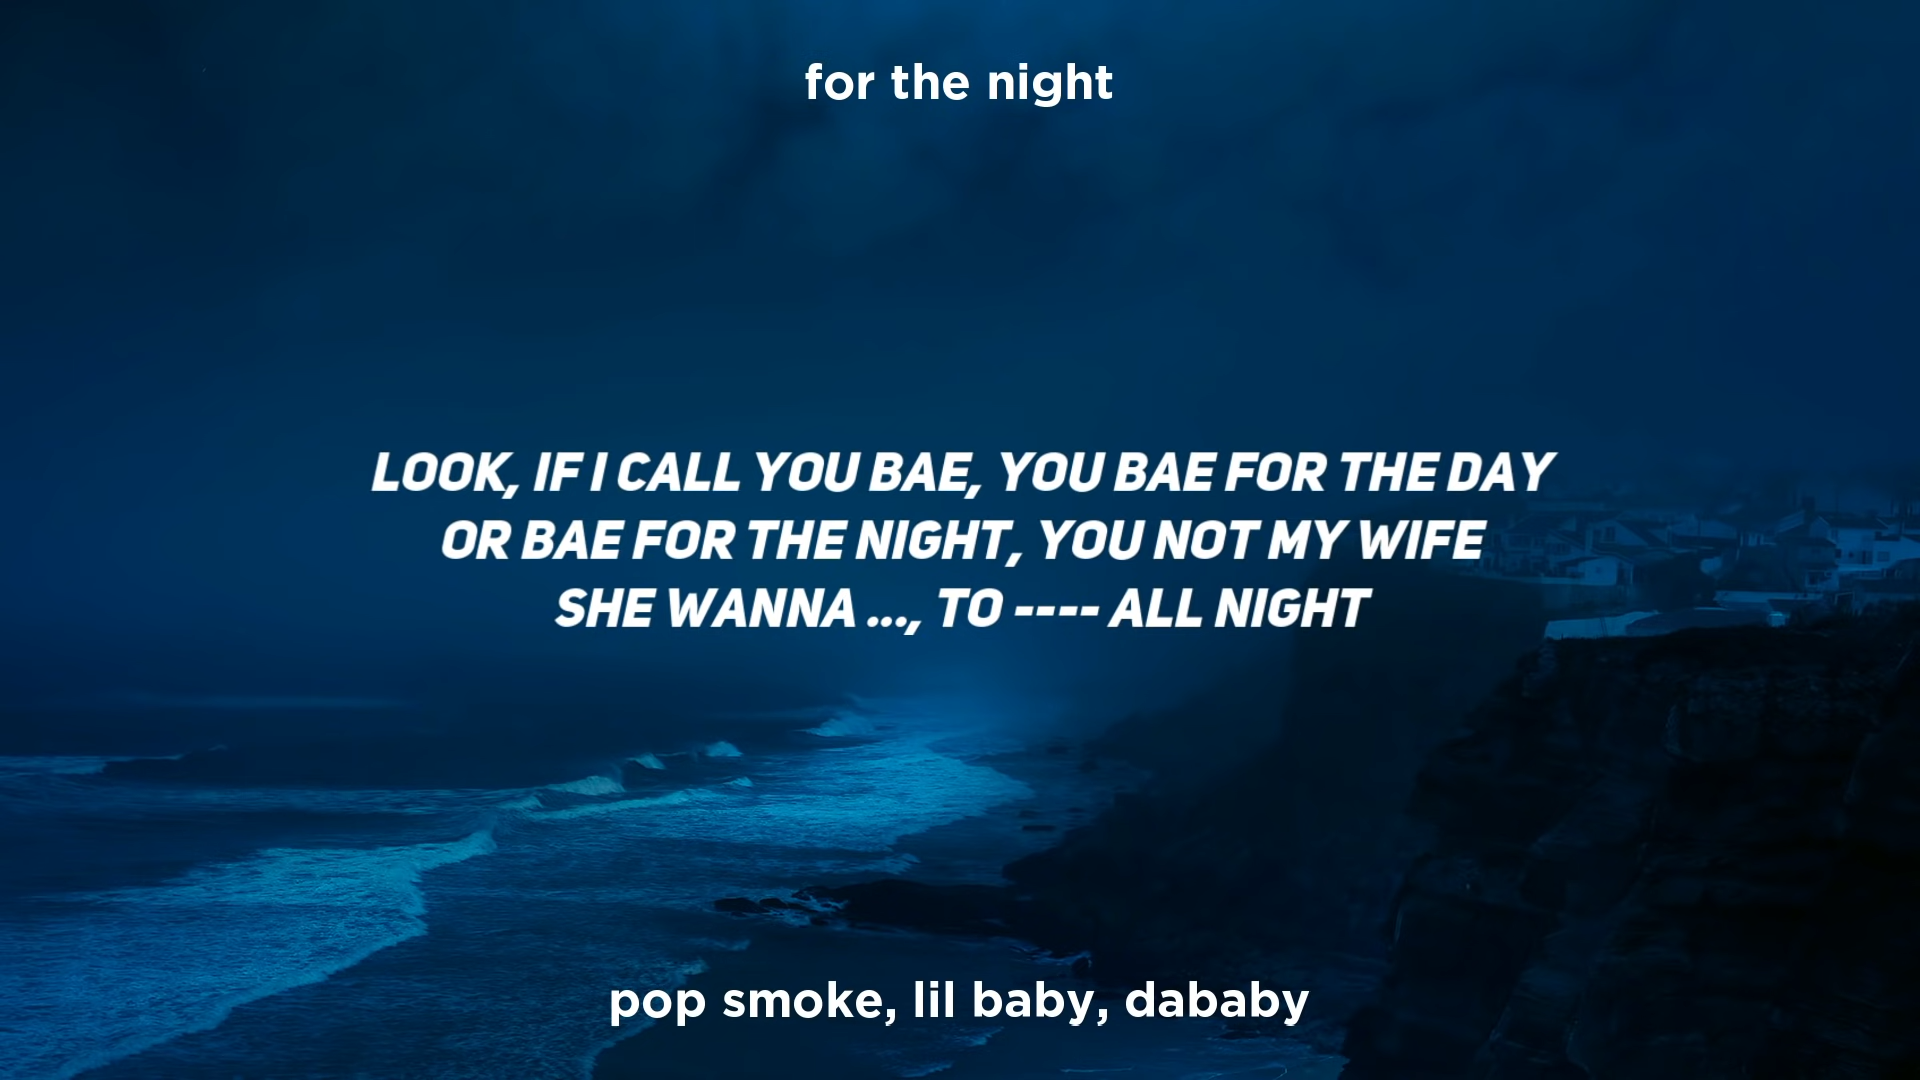 for the night
LOOK, IF I CALL YOU BAE, YOU BAE FOR THE DAY
OR BAE FOR THE NIGHT, YOU NOT MY WIFE
SHE WANNA ..., TO ---- ALL NIGHT
pop smoke, lil baby, dababy